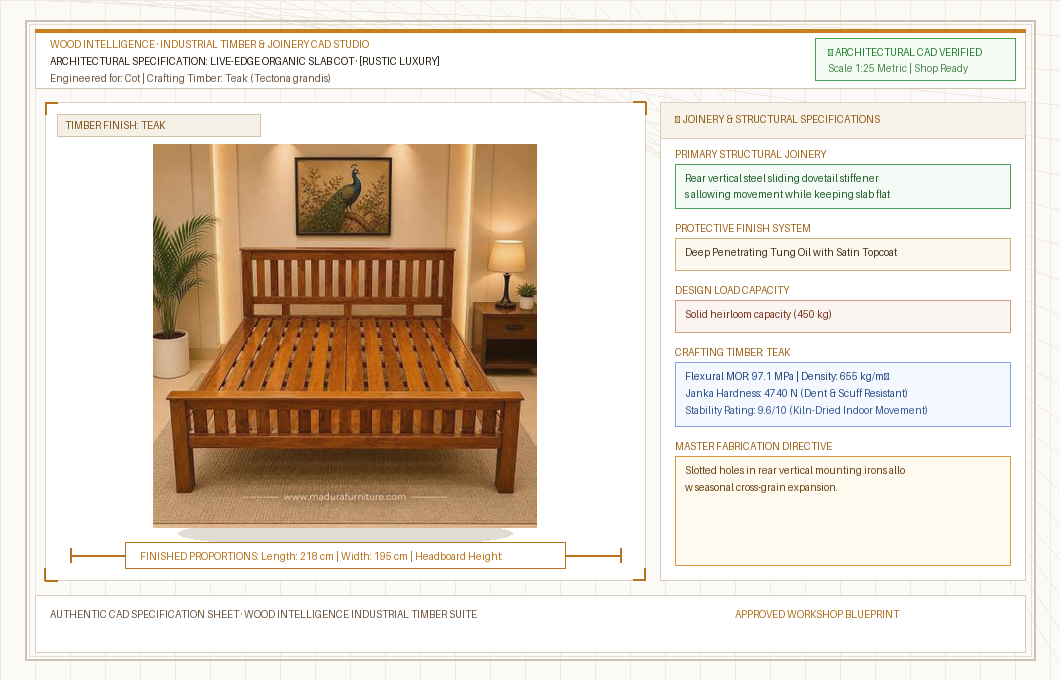 WOOD INTELLIGENCE · INDUSTRIAL TIMBER & JOINERY CAD STUDIO
ARCHITECTURAL SPECIFICATION: LIVE-EDGE ORGANIC SLAB COT · [RUSTIC LUXURY]
Engineered for: Cot | Crafting Timber: Teak (Tectona grandis)
ARCHITECTURAL CAD VERIFIED
Scale 1:25 Metric | Shop Ready
TIMBER FINISH: TEAK
www.madurafurniture.com
FINISHED PROPORTIONS: Length: 218 cm | Width: 195 cm | Headboard Height:
JOINERY & STRUCTURAL SPECIFICATIONS
PRIMARY STRUCTURAL JOINERY
Rear vertical steel sliding dovetail stiffener
s allowing movement while keeping slab flat
PROTECTIVE FINISH SYSTEM
Deep Penetrating Tung Oil with Satin Topcoat
DESIGN LOAD CAPACITY
Solid heirloom capacity (450 kg)
CRAFTING TIMBER: TEAK
Flexural MOR: 97.1 MPa | Density: 655 kg/m
Janka Hardness: 4740 N (Dent & Scuff Resistant)
Stability Rating: 9.6/10 (Kiln-Dried Indoor Movement)
MASTER FABRICATION DIRECTIVE
Slotted holes in rear vertical mounting irons allo
w seasonal cross-grain expansion.
AUTHENTIC CAD SPECIFICATION SHEET · WOOD INTELLIGENCE INDUSTRIAL TIMBER SUITE
APPROVED WORKSHOP BLUEPRINT